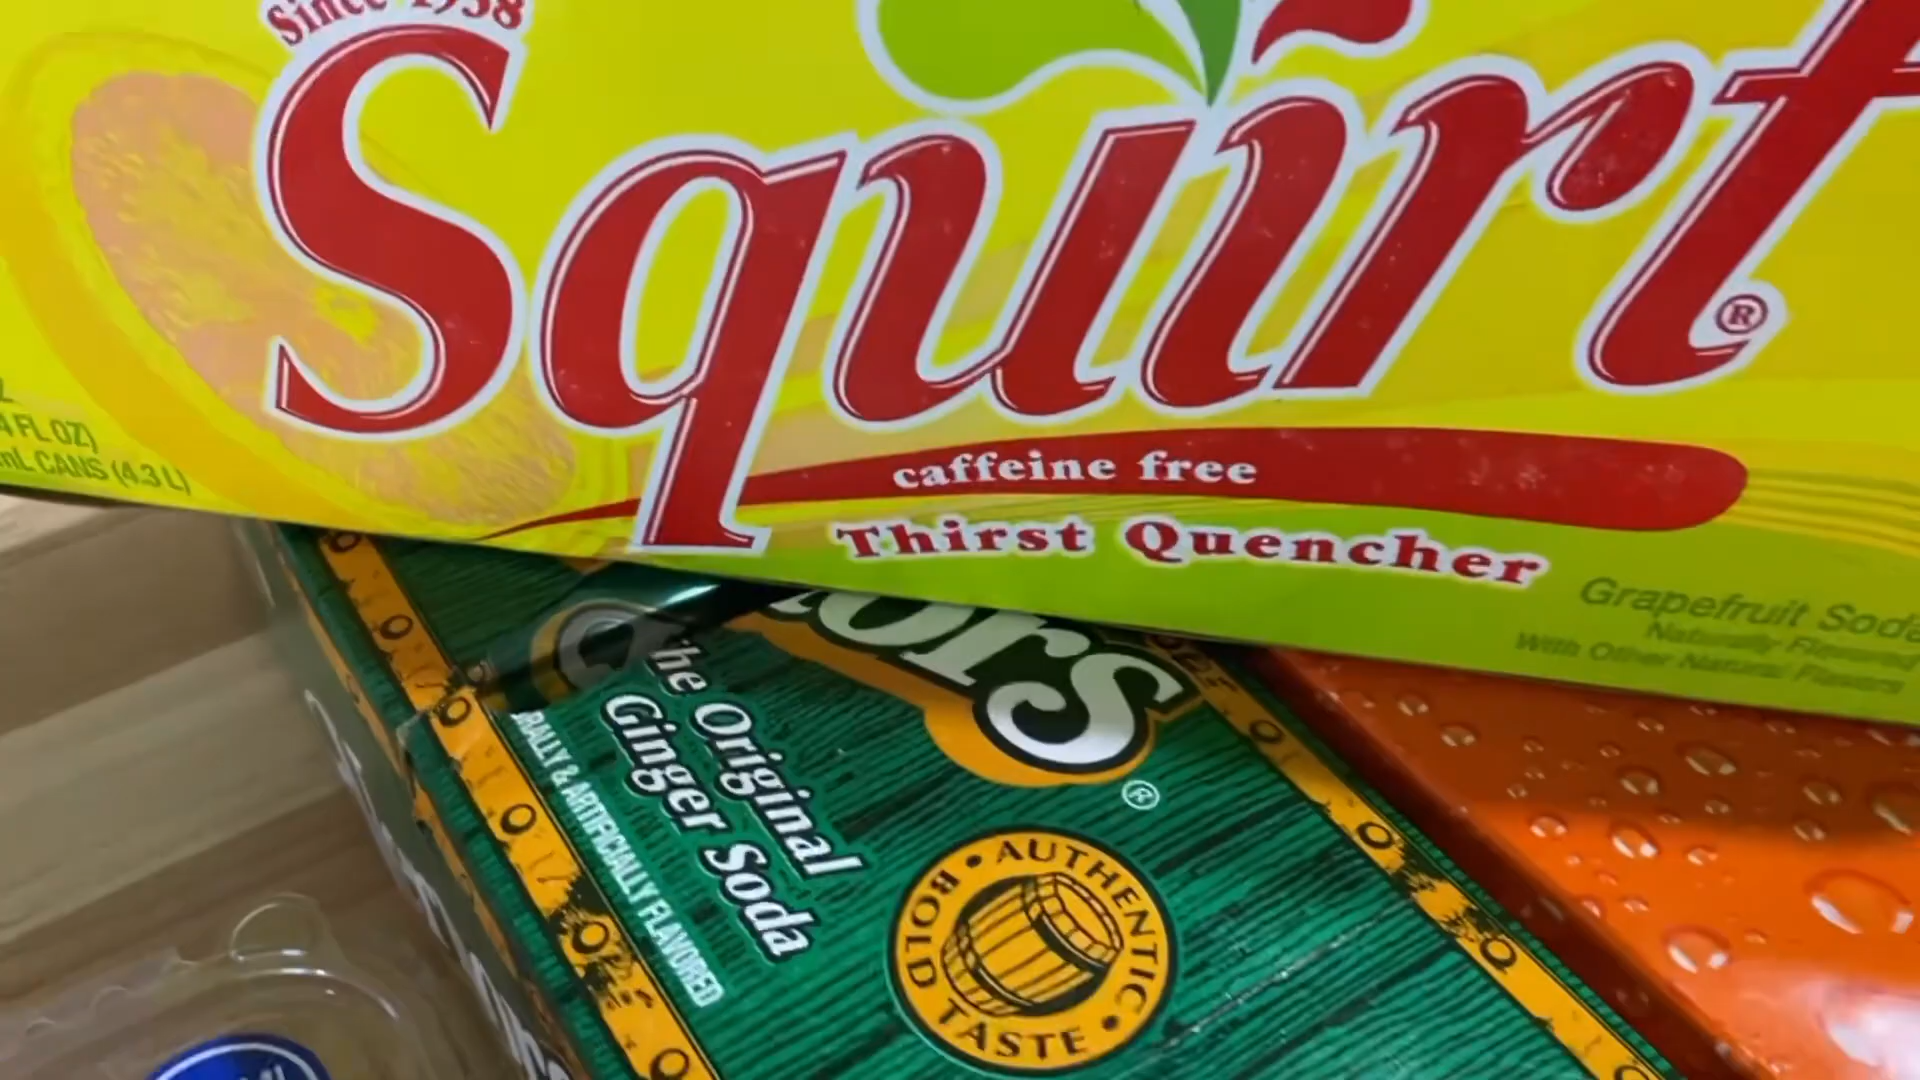 Since 1938
Squirt®
4 FL OZ)
mL CANS (4.3 L)
caffeine free
Thirst Quencher
Grapefruit Soda
Naturally Flavored
With Other Natural Flavors
ors®
The Original
Ginger Soda
RALLY & ARTIFICIALLY FLAVORED
AUTHENTIC • BOLD TASTE •